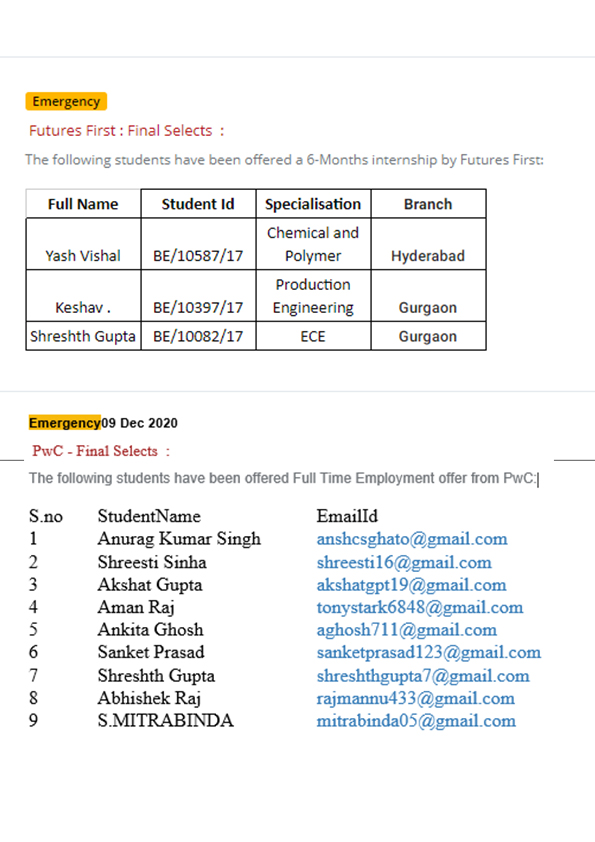 Emergency
Futures First : Final Selects :
The following students have been offered a 6-Months internship by Futures First:
Full Name Student Id Specialisation Branch
Chemical and
Yash Vishal BE/10587/17 Polymer Hyderabad
Production
Keshav . BE/10397/17 Engineering Gurgaon
Shreshth Gupta BE/10082/17 ECE Gurgaon
Emergency09 Dec 2020
PwC - Final Selects :
The following students have been offered Full Time Employment offer from PwC:
S.no StudentName EmailId
1 Anurag Kumar Singh anshcsghato@gmail.com
2 Shreesti Sinha shreesti16@gmail.com
3 Akshat Gupta akshatgpt19@gmail.com
4 Aman Raj tonystark6848@gmail.com
5 Ankita Ghosh aghosh711@gmail.com
6 Sanket Prasad sanketprasad123@gmail.com
7 Shreshth Gupta shreshthgupta7@gmail.com
8 Abhishek Raj rajmannu433@gmail.com
9 S.MITRABINDA mitrabinda05@gmail.com